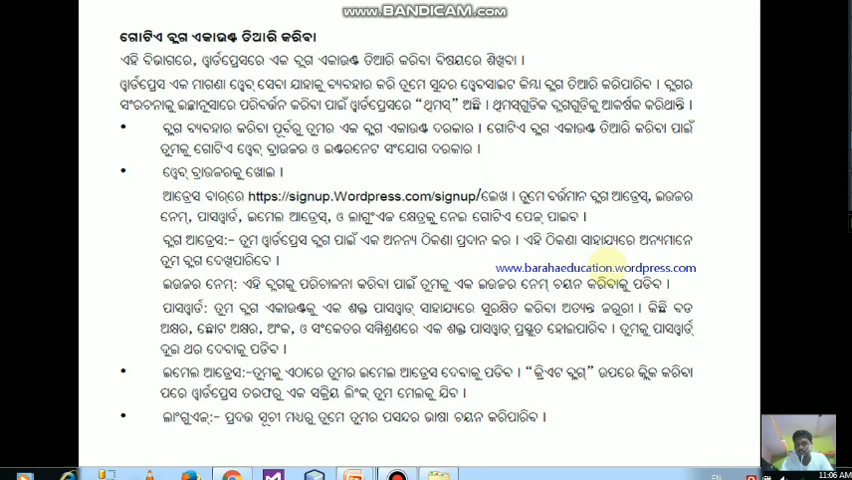 www.BANDICAM.com
ଗୋଟିଏ ବ୍ଲଗ ଏକାଉଣ୍ଟ ତିଆରି କରିବା
ଏହି ବିଭାଗରେ, ୱାର୍ଡପ୍ରେସରେ ଏକ ବ୍ଲଗ ଏକାଉଣ୍ଟ ତିଆରି କରିବା ବିଷୟରେ ଶିଖିବା ।
ୱାର୍ଡପ୍ରେସ ଏକ ମାଗଣା ୱେବ୍ ସେବା ଯାହାକୁ ବ୍ୟବହାର କରି ତୁମେ ସୁନ୍ଦର ୱେବସାଇଟ କିମ୍ବା ବ୍ଲଗ ତିଆରି କରିପାରିବ । ବ୍ଲଗର
ସଂରଚନାକୁ ଇଚ୍ଛାନୁସାରେ ପରିବର୍ତ୍ତନ କରିବା ପାଇଁ ୱାର୍ଡପ୍ରେସରେ “ଥିମସ୍” ଅଛି । ଥିମସ୍‌ଗୁଡିକ ବ୍ଲଗଗୁଡିକୁ ଆକର୍ଷକ କରିଥାନ୍ତି ।
• ବ୍ଲଗ ବ୍ୟବହାର କରିବା ପୂର୍ବରୁ ତୁମର ଏକ ବ୍ଲଗ ଏକାଉଣ୍ଟ ଦରକାର । ଗୋଟିଏ ବ୍ଲଗ ଏକାଉଣ୍ଟ ତିଆରି କରିବା ପାଇଁ
ତୁମକୁ ଗୋଟିଏ ୱେବ୍ ବ୍ରାଉଜର ଓ ଇଣ୍ଟରନେଟ ସଂଯୋଗ ଦରକାର ।
• ୱେବ୍ ବ୍ରାଉଜରକୁ ଖୋଲ ।
ଆଡ୍ରେସ ବାର୍‌ରେ https://signup.Wordpress.com/signup/ଲେଖ । ତୁମେ ବର୍ତ୍ତମାନ ବ୍ଲଗ ଆଡ୍ରେସ୍, ଇଉଜର
ନେମ୍, ପାସୱାର୍ଡ, ଇମେଲ ଆଡ୍ରେସ୍, ଓ ଲାଗୁଂଏଜ କ୍ଷେତ୍ରକୁ ନେଇ ଗୋଟିଏ ପେଜ୍ ପାଇବ ।
ବ୍ଲଗ ଆଡ୍ରେସ:- ତୁମ ୱାର୍ଡପ୍ରେସ ବ୍ଲଗ ପାଇଁ ଏକ ଅନନ୍ୟ ଠିକଣା ପ୍ରଦାନ କର । ଏହି ଠିକଣା ସାହାଯ୍ୟରେ ଅନ୍ୟମାନେ
ତୁମ ବ୍ଲଗ ଦେଖିପାରିବେ ।
www.barahaeducation.wordpress.com
ଇଉଜର ନେମ୍: ଏହି ବ୍ଲଗକୁ ପରିଚାଳନା କରିବା ପାଇଁ ତୁମକୁ ଏକ ଇଉଜର ନେମ୍ ଚୟନ କରିବାକୁ ପଡିବ ।
ପାସୱାର୍ଡ: ତୁମ ବ୍ଲଗ ଏକାଉଣ୍ଟକୁ ଏକ ଶକ୍ତ ପାସୱାଡ୍ ସାହାଯ୍ୟରେ ସୁରକ୍ଷିତ କରିବା ଅତ୍ୟନ୍ତ ଜରୁରୀ । କିଛି ବଡ
ଅକ୍ଷର, ଛୋଟ ଅକ୍ଷର, ଅଂକ, ଓ ସଂକେତର ସମ୍ମିଶ୍ରଣରେ ଏକ ଶକ୍ତ ପାସୱାଡ୍ ପ୍ରସ୍ତୁତ ହୋଇପାରିବ । ତୁମକୁ ପାସୱାର୍ଡ୍
ଦୁଇ ଥର ଦେବାକୁ ପଡିବ ।
• ଇମେଲ ଆଡ୍ରେସ:-ତୁମକୁ ଏଠାରେ ତୁମର ଇମେଲ ଆଡ୍ରେସ ଦେବାକୁ ପଡିବ । “କ୍ରିଏଟ ବ୍ଲଗ୍” ଉପରେ କ୍ଲିକ କରିବା
ପରେ ୱାର୍ଡପ୍ରେସ ତରଫରୁ ଏକ ସକ୍ରିୟ ଲିଂକ୍ ତୁମ ମେଲକୁ ଯିବ ।
• ଲାଂଗୁଏଜ୍:- ପ୍ରଦତ୍ତ ସୂଚୀ ମଧ୍ୟରୁ ତୁମେ ତୁମର ପସନ୍ଦର ଭାଷା ଚୟନ କରିପାରିବ ।
EN
11:06 AM